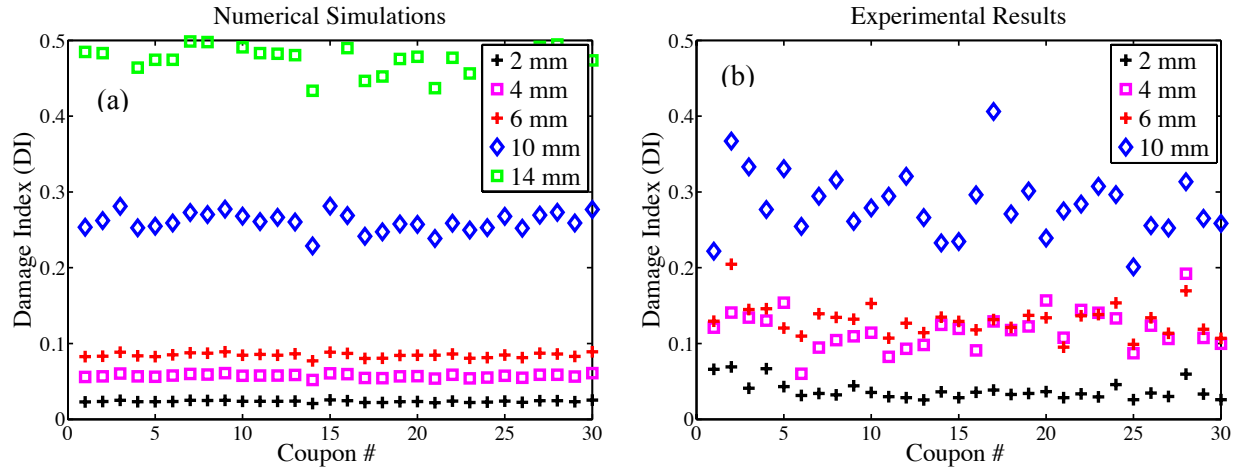 Numerical Simulations
0.5
0.4
0.3
0.2
0.1
0
Damage Index (DI)
(a)
2 mm
4 mm
6 mm
10 mm
14 mm
0 5 10 15 20 25 30
Coupon #
Experimental Results
0.5
0.4
0.3
0.2
0.1
0
Damage Index (DI)
(b)
2 mm
4 mm
6 mm
10 mm
0 5 10 15 20 25 30
Coupon #